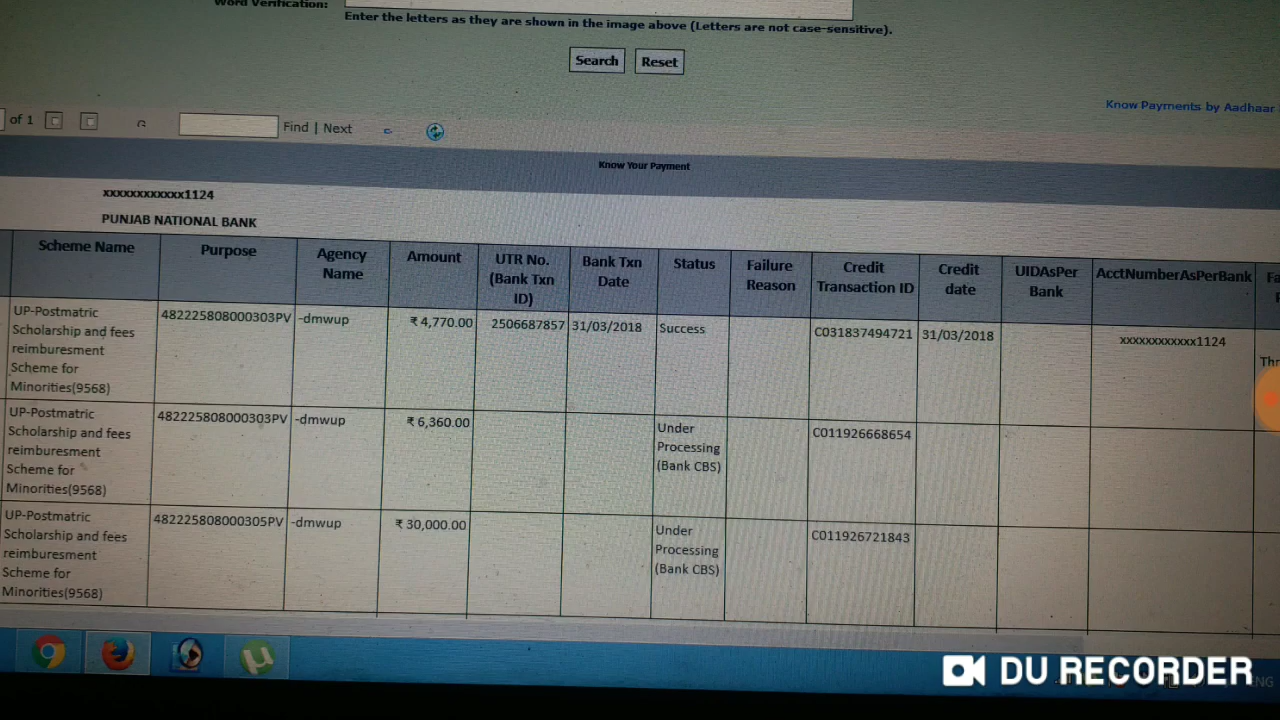 Word Verification:
Enter the letters as they are shown in the image above (Letters are not case-sensitive).
Search Reset
Know Payments by Aadhaar
of 1 Find | Next
Know Your Payment
xxxxxxxxxxxx1124
PUNJAB NATIONAL BANK
Scheme Name Purpose Agency Name Amount UTR No. (Bank Txn ID) Bank Txn Date Status Failure Reason Credit Transaction ID Credit date UIDAsPer Bank AcctNumberAsPerBank
UP-Postmatric Scholarship and fees reimburesment Scheme for Minorities(9568) 482225808000303PV -dmwup ₹ 4,770.00 2506687857 31/03/2018 Success C031837494721 31/03/2018 xxxxxxxxxxxx1124
UP-Postmatric Scholarship and fees reimburesment Scheme for Minorities(9568) 482225808000303PV -dmwup ₹ 6,360.00 Under Processing (Bank CBS) C011926668654
UP-Postmatric Scholarship and fees reimburesment Scheme for Minorities(9568) 482225808000305PV -dmwup ₹ 30,000.00 Under Processing (Bank CBS) C011926721843
DU RECORDER
ENG